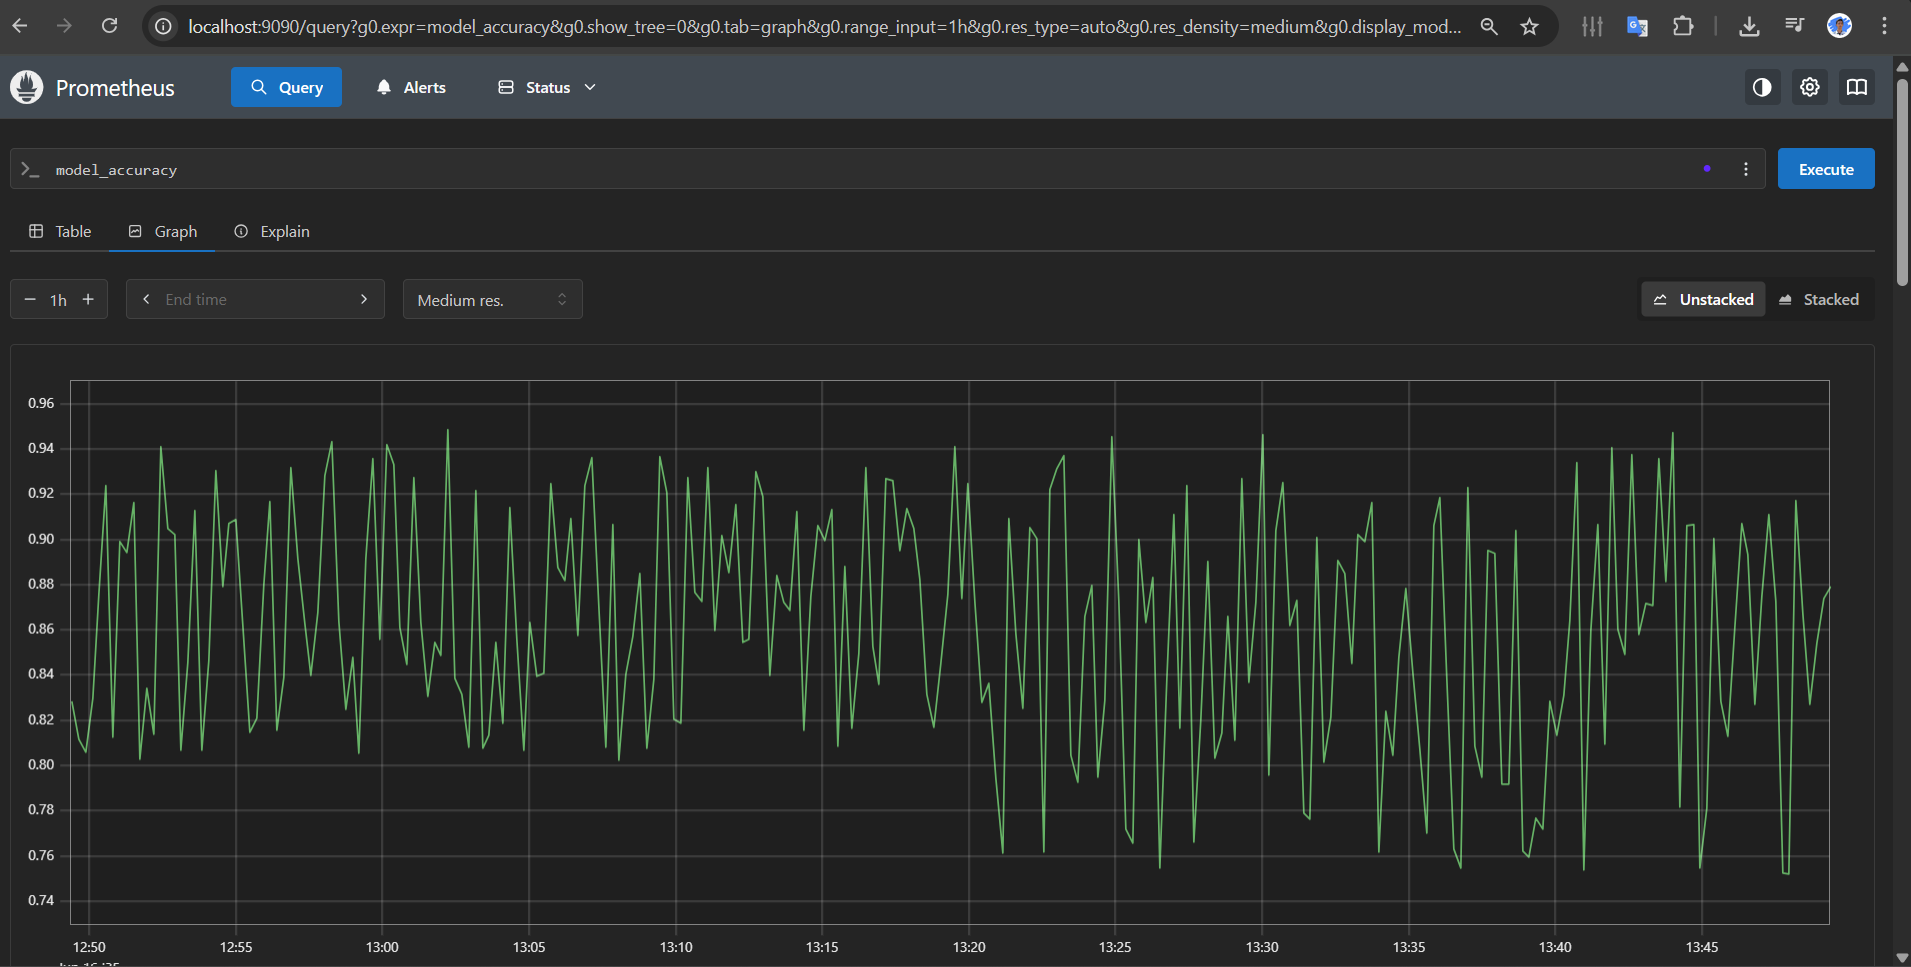 localhost:9090/query?g0.expr=model_accuracy&g0.show_tree=0&g0.tab=graph&g0.range_input=1h&g0.res_type=auto&g0.res_density=medium&g0.display_mod...
Prometheus
Query
Alerts
Status
model_accuracy
Execute
Table
Graph
Explain
1h
End time
Medium res.
Unstacked
Stacked
0.96
0.94
0.92
0.90
0.88
0.86
0.84
0.82
0.80
0.78
0.76
0.74
12:50 12:55 13:00 13:05 13:10 13:15 13:20 13:25 13:30 13:35 13:40 13:45